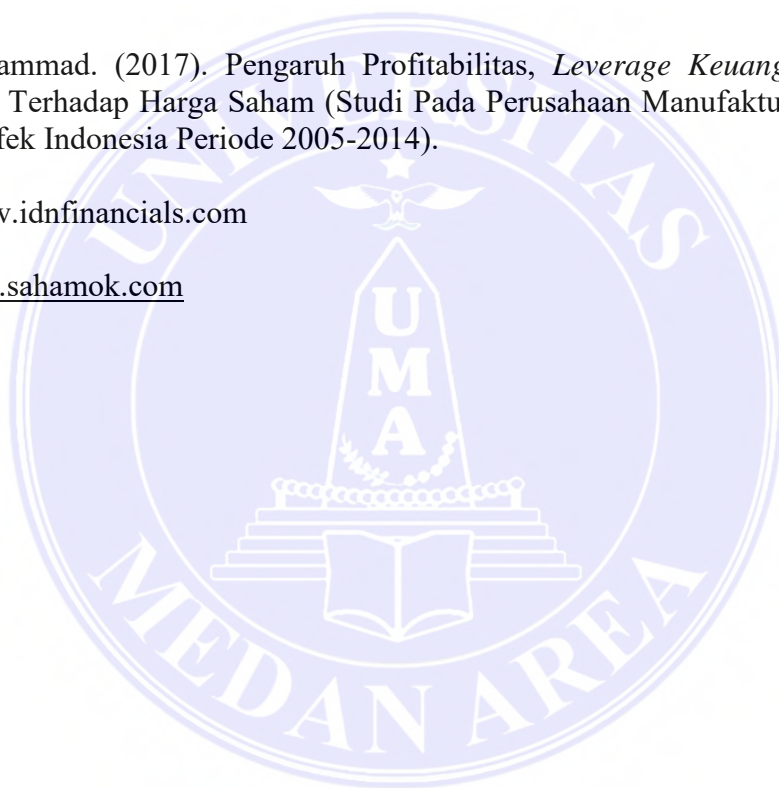 ammad. (2017). Pengaruh Profitabilitas, Leverage Keuang
Terhadap Harga Saham (Studi Pada Perusahaan Manufaktu
fek Indonesia Periode 2005-2014).
v.idnfinancials.com
.sahamok.com
UNIVERSITAS
UMA
MEDAN AREA